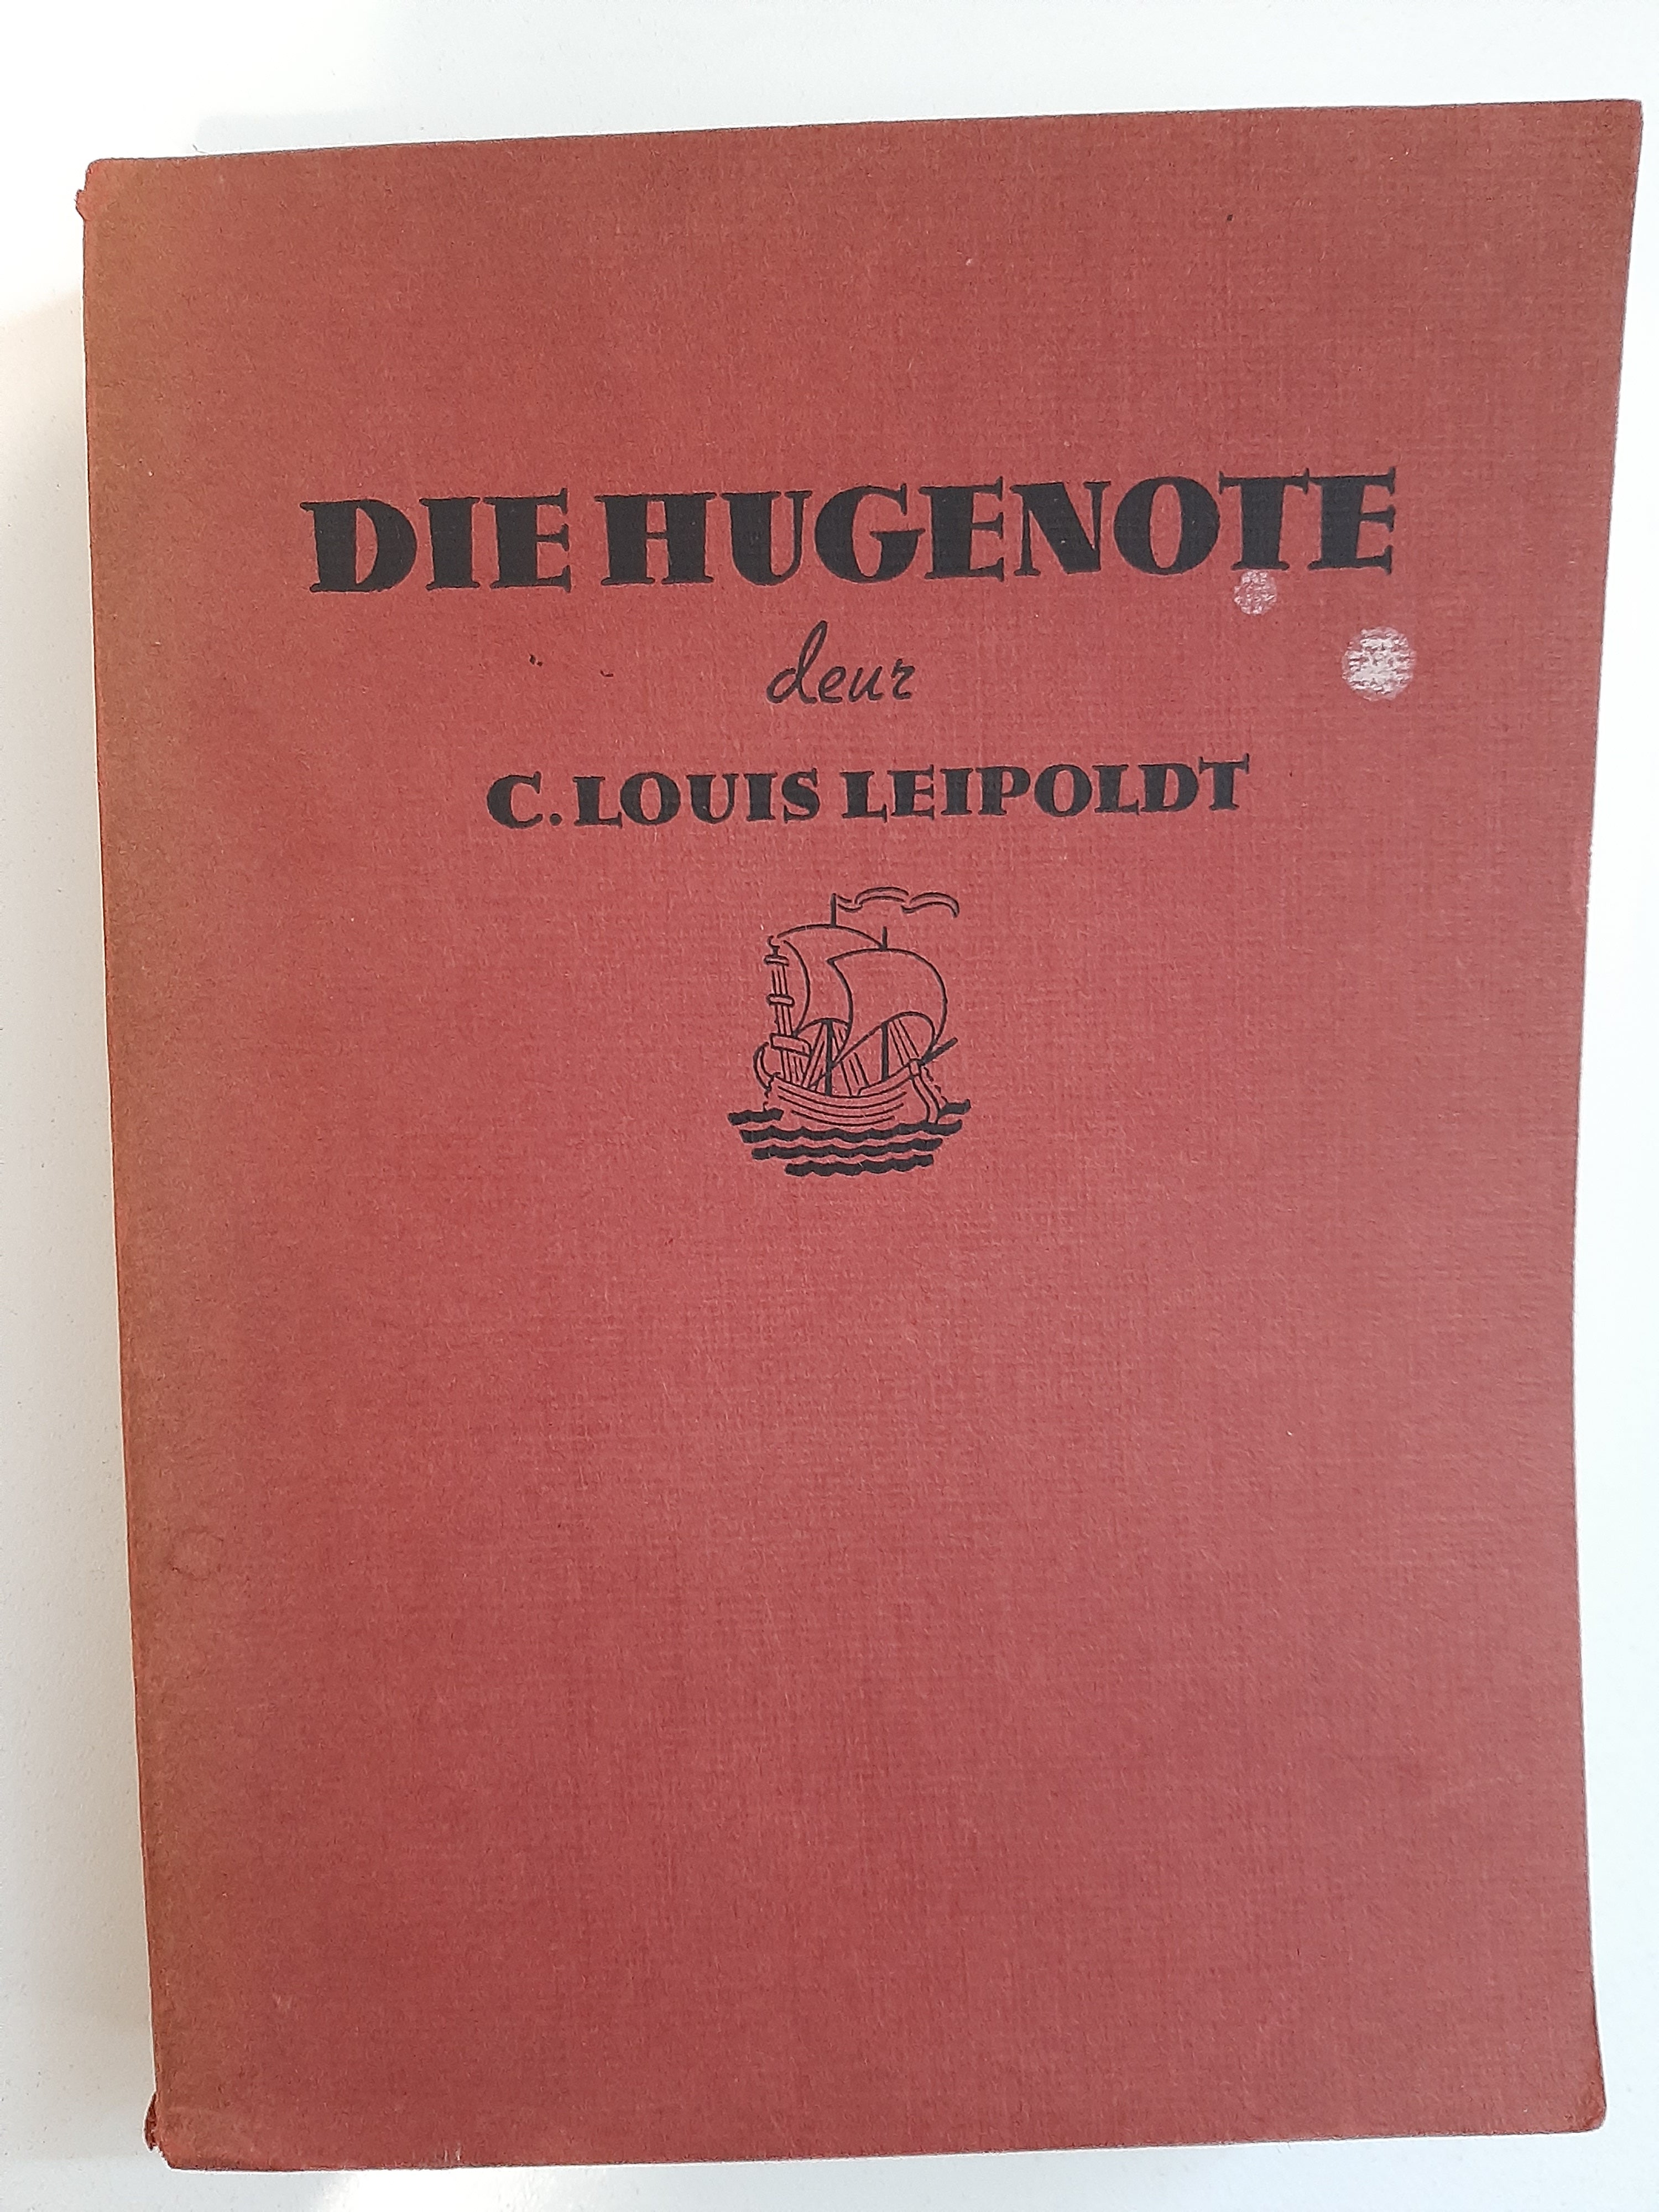 DIE HUGENOTE
deur
C. LOUIS LEIPOLDT